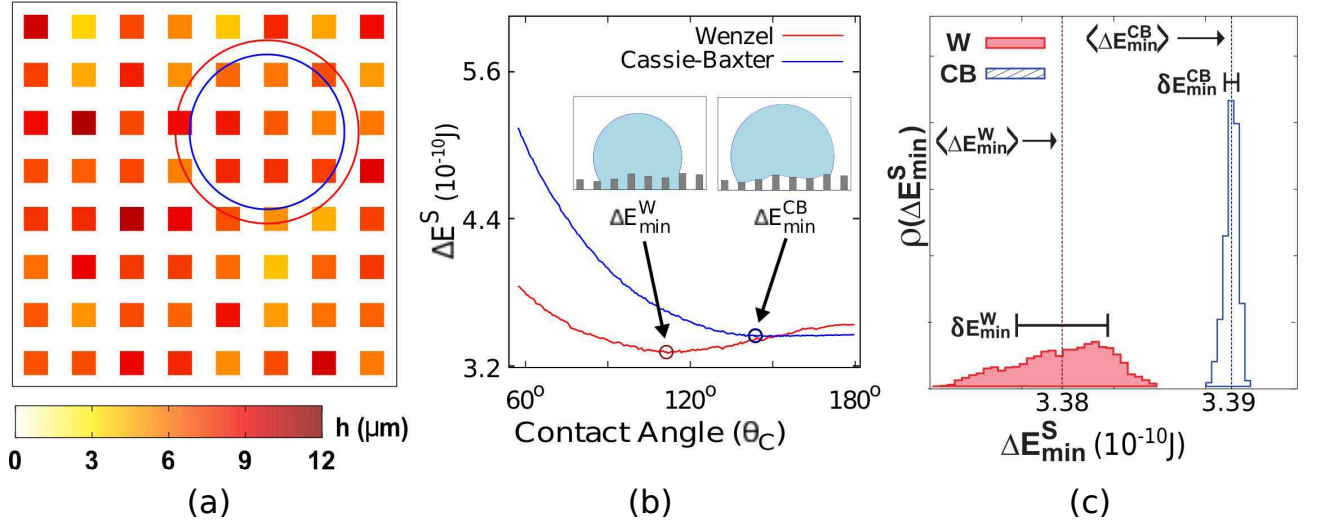 0 3 6 9 12 h (μm)
(a)
Wenzel
Cassie-Baxter
5.6
4.4
3.2
ΔE^S (10^-10J)
ΔE^W_min
ΔE^CB_min
60° 120° 180°
Contact Angle (θ_C)
(b)
W
CB
⟨ΔE^CB_min⟩
δE^CB_min
⟨ΔE^W_min⟩
δE^W_min
ρ(ΔE^S_min)
3.38 3.39
ΔE^S_min (10^-10J)
(c)